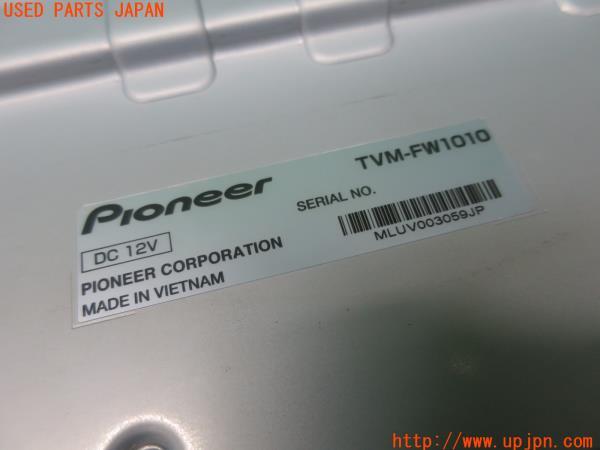 USED PARTS JAPAN
Pioneer
TVM-FW1010
SERIAL NO.
DC 12V
MLUV003059JP
PIONEER CORPORATION
MADE IN VIETNAM
http://www.upjpn.com/